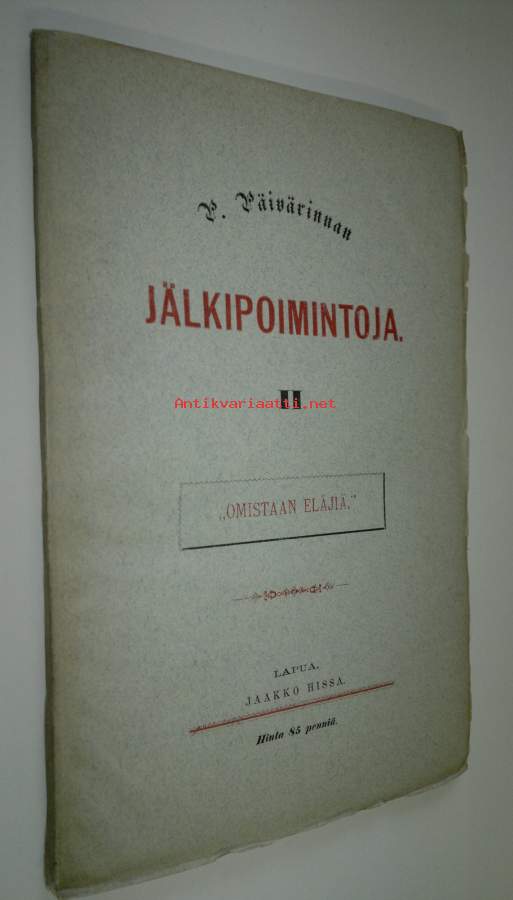 P. Päivärinnan
JÄLKIPOIMINTOJA.
II
Antikvariaatti.net
„OMISTAAN ELÄJIÄ.”
LAPUA,
JAAKKO HISSA.
Hinta 85 penniä.